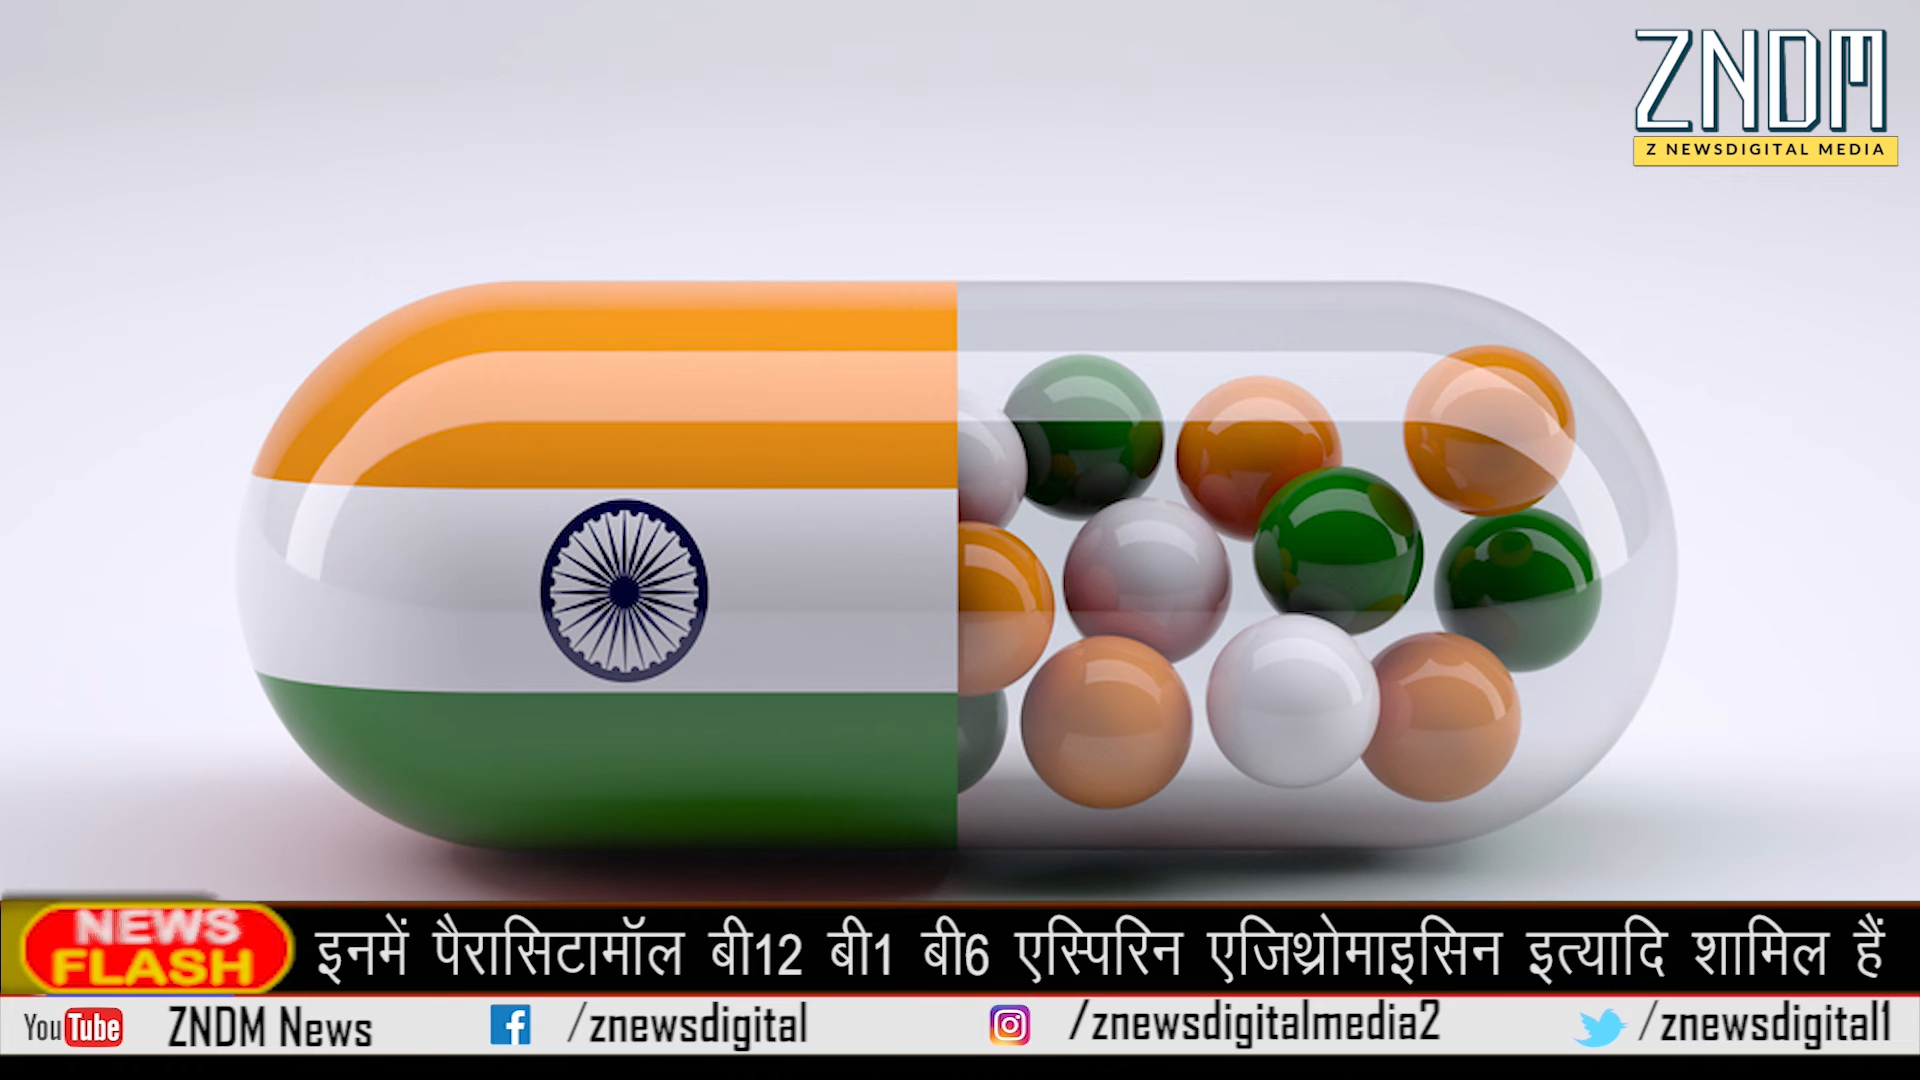 ZNDM
Z NEWSDIGITAL MEDIA
NEWS
FLASH
इनमें पैरासिटामॉल बी12 बी1 बी6 एस्पिरिन एजिथ्रोमाइसिन इत्यादि शामिल हैं
YouTube ZNDM News /znewsdigital /znewsdigitalmedia2 /znewsdigital1